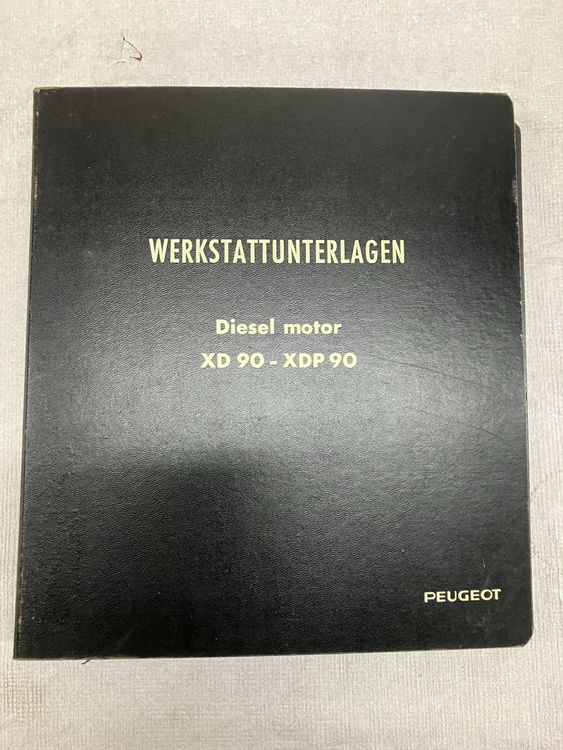 WERKSTATTUNTERLAGEN
Diesel motor
XD 90 - XDP 90
PEUGEOT